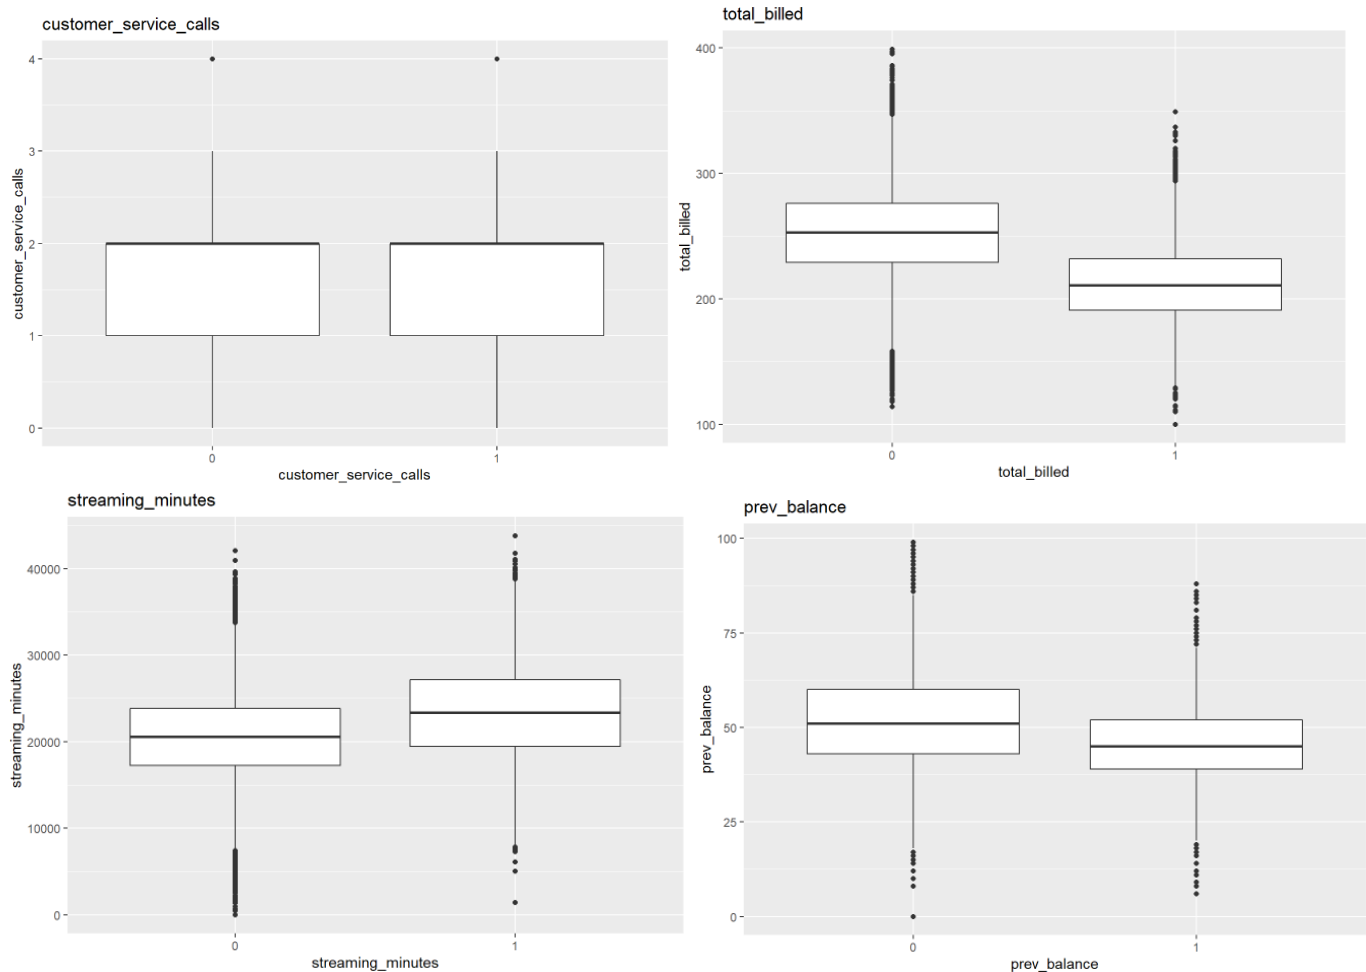 customer_service_calls
customer_service_calls
4
3
2
1
0
0 1
customer_service_calls
total_billed
total_billed
400
300
200
100
0 1
total_billed
streaming_minutes
streaming_minutes
40000
30000
20000
10000
0
0 1
streaming_minutes
prev_balance
prev_balance
100
75
50
25
0
0 1
prev_balance